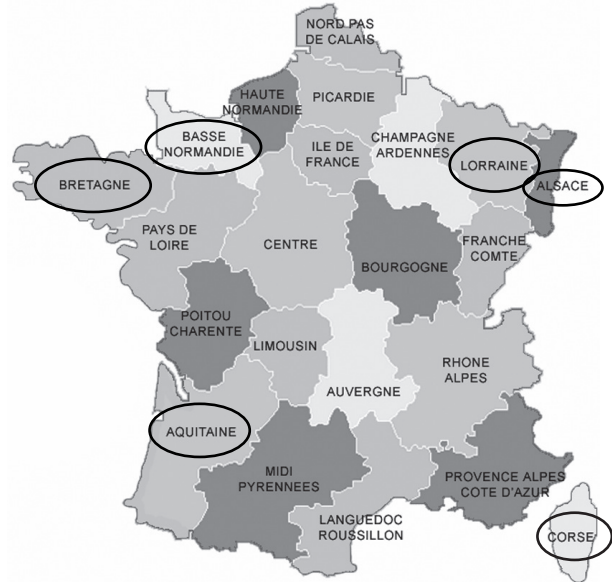 NORD PAS
DE CALAIS
HAUTE
NORMANDIE
PICARDIE
BASSE
NORMANDIE
ILE DE
FRANCE
CHAMPAGNE
ARDENNES
LORRAINE
ALSACE
BRETAGNE
PAYS DE
LOIRE
CENTRE
BOURGOGNE
FRANCHE
COMTE
POITOU
CHARENTE
LIMOUSIN
AUVERGNE
RHONE
ALPES
AQUITAINE
MIDI
PYRENNEES
LANGUEDOC
ROUSSILLON
PROVENCE ALPES
COTE D'AZUR
CORSE